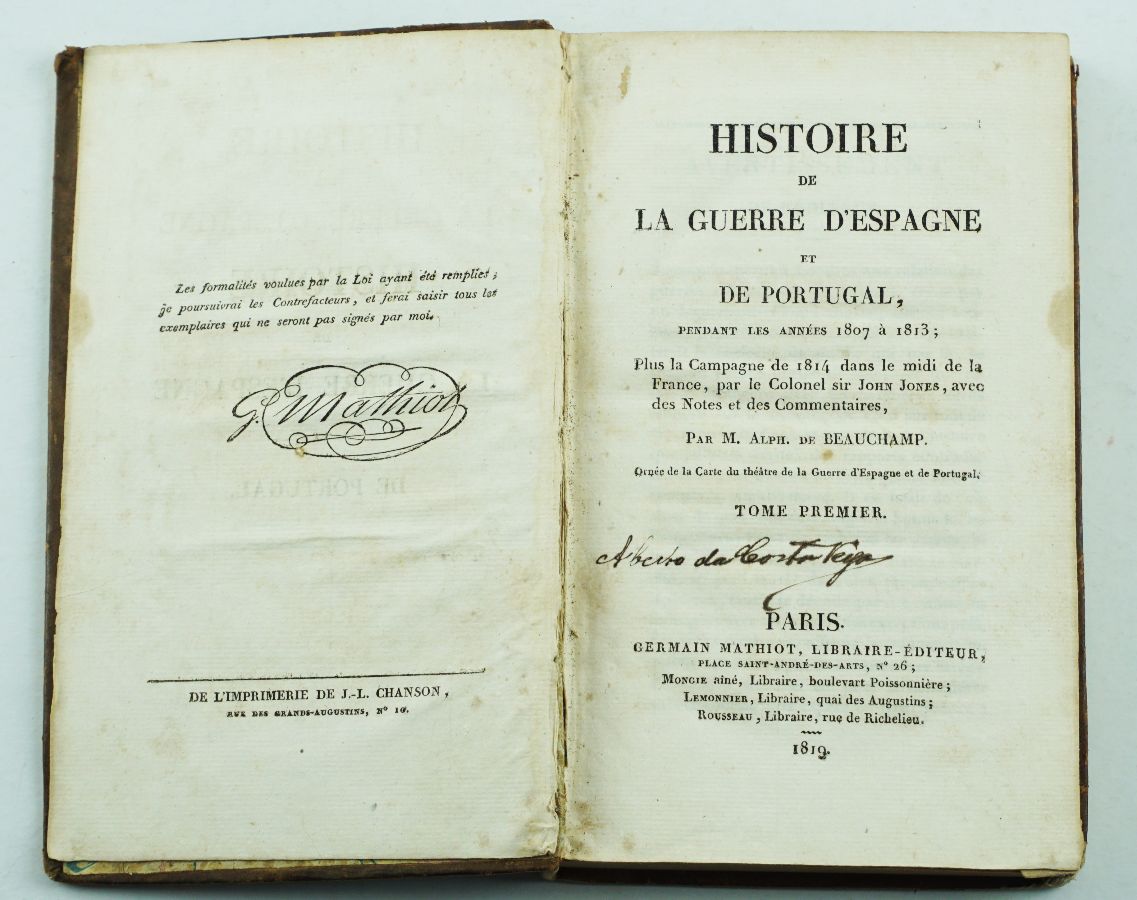 Les formalités voulues par la Loi ayant été remplies ;
je poursuivrai les Contrefacteurs, et ferai saisir tous les
exemplaires qui ne seront pas signés par moi.
G. Mathiot
DE L'IMPRIMERIE DE J.-L. CHANSON,
RUE DES GRANDS-AUGUSTINS, N° 10.
HISTOIRE
DE
LA GUERRE D'ESPAGNE
ET
DE PORTUGAL,
PENDANT LES ANNÉES 1807 à 1813 ;
Plus la Campagne de 1814 dans le midi de la
France, par le Colonel sir JOHN JONES, avec
des Notes et des Commentaires,
PAR M. ALPH. DE BEAUCHAMP.
Ornée de la Carte du théâtre de la Guerre d'Espagne et de Portugal.
TOME PREMIER.
Alberto da Costa Veiga
PARIS.
GERMAIN MATHIOT, LIBRAIRE-ÉDITEUR,
PLACE SAINT-ANDRÉ-DES-ARTS, N° 26 ;
MONGIE aîné, Libraire, boulevart Poissonnière ;
LEMONNIER, Libraire, quai des Augustins ;
ROUSSEAU, Libraire, rue de Richelieu.
1819.